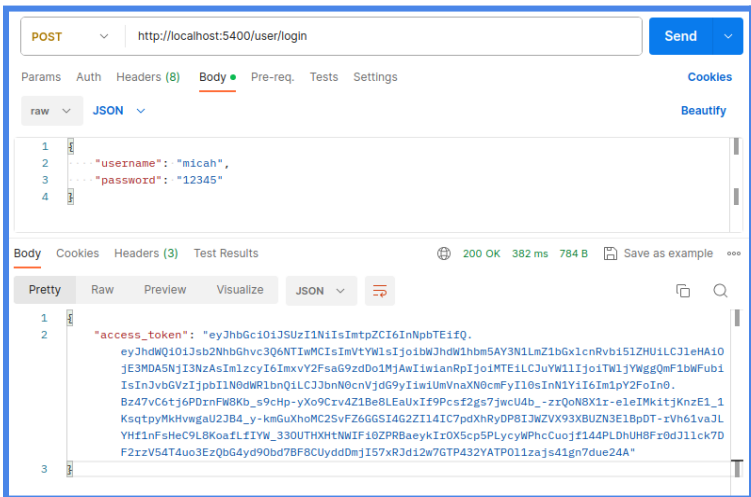 POST http://localhost:5400/user/login Send
Params Auth Headers (8) Body Pre-req. Tests Settings Cookies
raw JSON Beautify
1 {
2 "username": "micah",
3 "password": "12345"
4 }
Body Cookies Headers (3) Test Results 200 OK 382 ms 784 B Save as example
Pretty Raw Preview Visualize JSON
1 {
2 "access_token": "eyJhbGciOiJSUzI1NiIsImtpZCI6InNpbTEifQ.
eyJhdWQiOiJsb2NhbGhvc3Q6NTIwMCIsImVtYWlsIjoibWJhdW1hbm5AY3N1LmZ1bGxlcnRvbi5lZHUiLCJleHAiO
jE3MDA5NjI3NzAsImlzcyI6ImxvY2FsaG9zdDo1MjAwIiwianRpIjoiMTEiLCJuYW1lIjoiTWljYWggQmF1bWFubi
IsInJvbGVzIjpbIlN0dWRlbnQiLCJJbnN0cnVjdG9yIiwiUmVnaXN0cmFyIl0sInN1YiI6Im1pY2FoIn0.
Bz47vC6tj6PDrnFW8Kb_s9cHp-yXo9Crv4Z1Be8LEaUxIf9Pcsf2gs7jwcU4b_-zrQoN8X1r-eleIMkitjKnzE1_1
KsqtpyMkHvwgaU2JB4_y-kmGuXhoMC2SvFZ6GGSI4G2ZIl4IC7pdXhRyDP8IJWZVX93XBUZN3ElBpDT-rVh61vaJL
YHf1nFsHeC9L8KoafLfIYW_33OUTHXHtNWIFi0ZPRBaeykIrOX5cp5PLycyWPhcCuojf144PLDhUH8Fr0dJllck7D
F2rzV54T4uo3EzQbG4yd9Obd7BF8CUyddDmjI57xRJdi2w7GTP432YATPOl1zajs41gn7due24A"
3 }